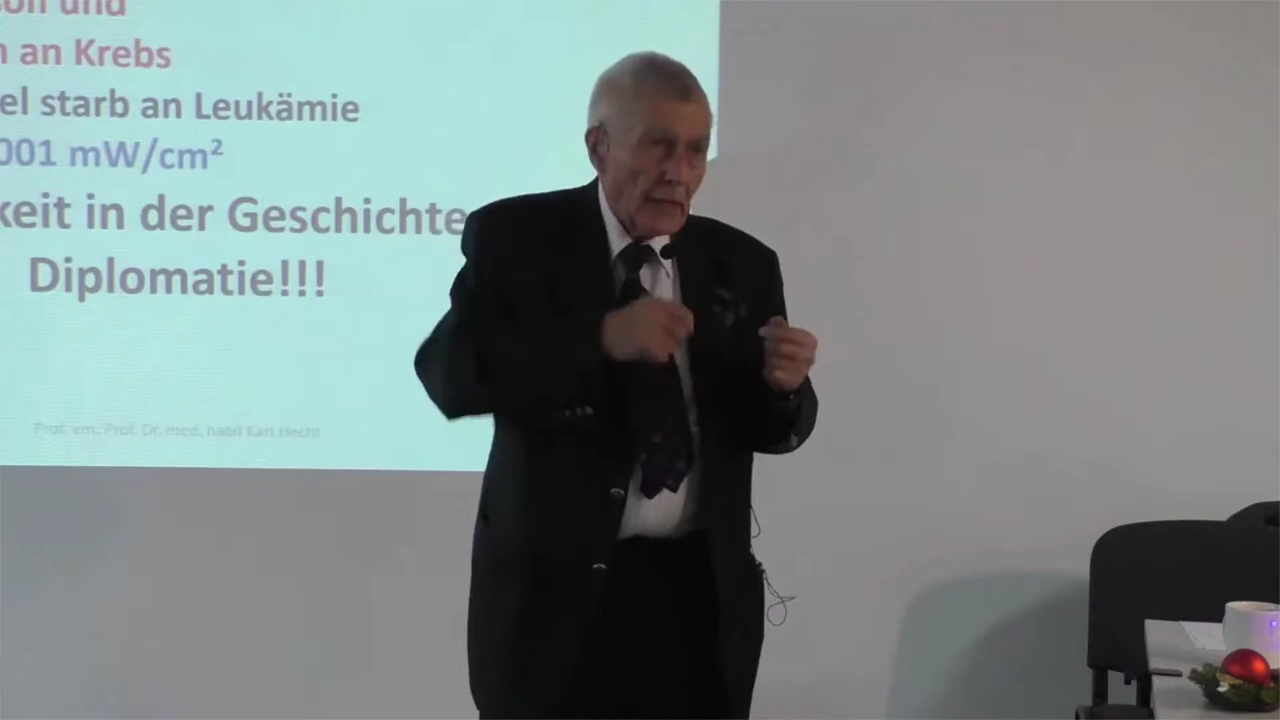 son und
n an Krebs
el starb an Leukämie
001 mW/cm²
keit in der Geschichte
Diplomatie!!!
Prof. em. Prof. Dr. med. habil Karl Hecht